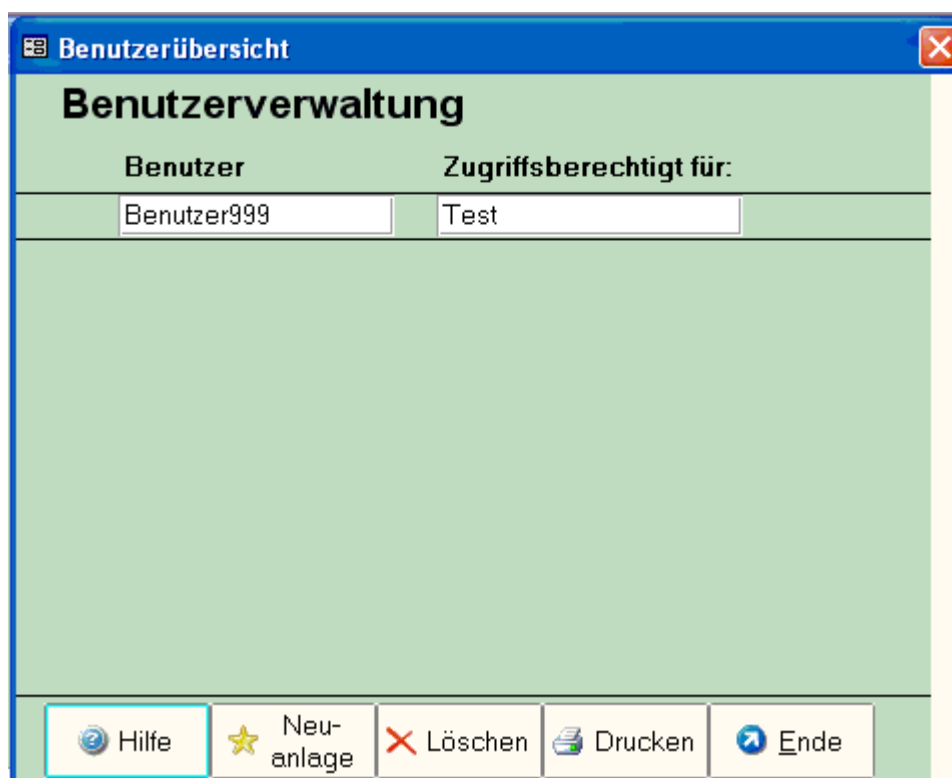 Benutzerübersicht
Benutzerverwaltung
Benutzer Zugriffsberechtigt für:
Benutzer999 Test
Hilfe Neu-
anlage Löschen Drucken Ende